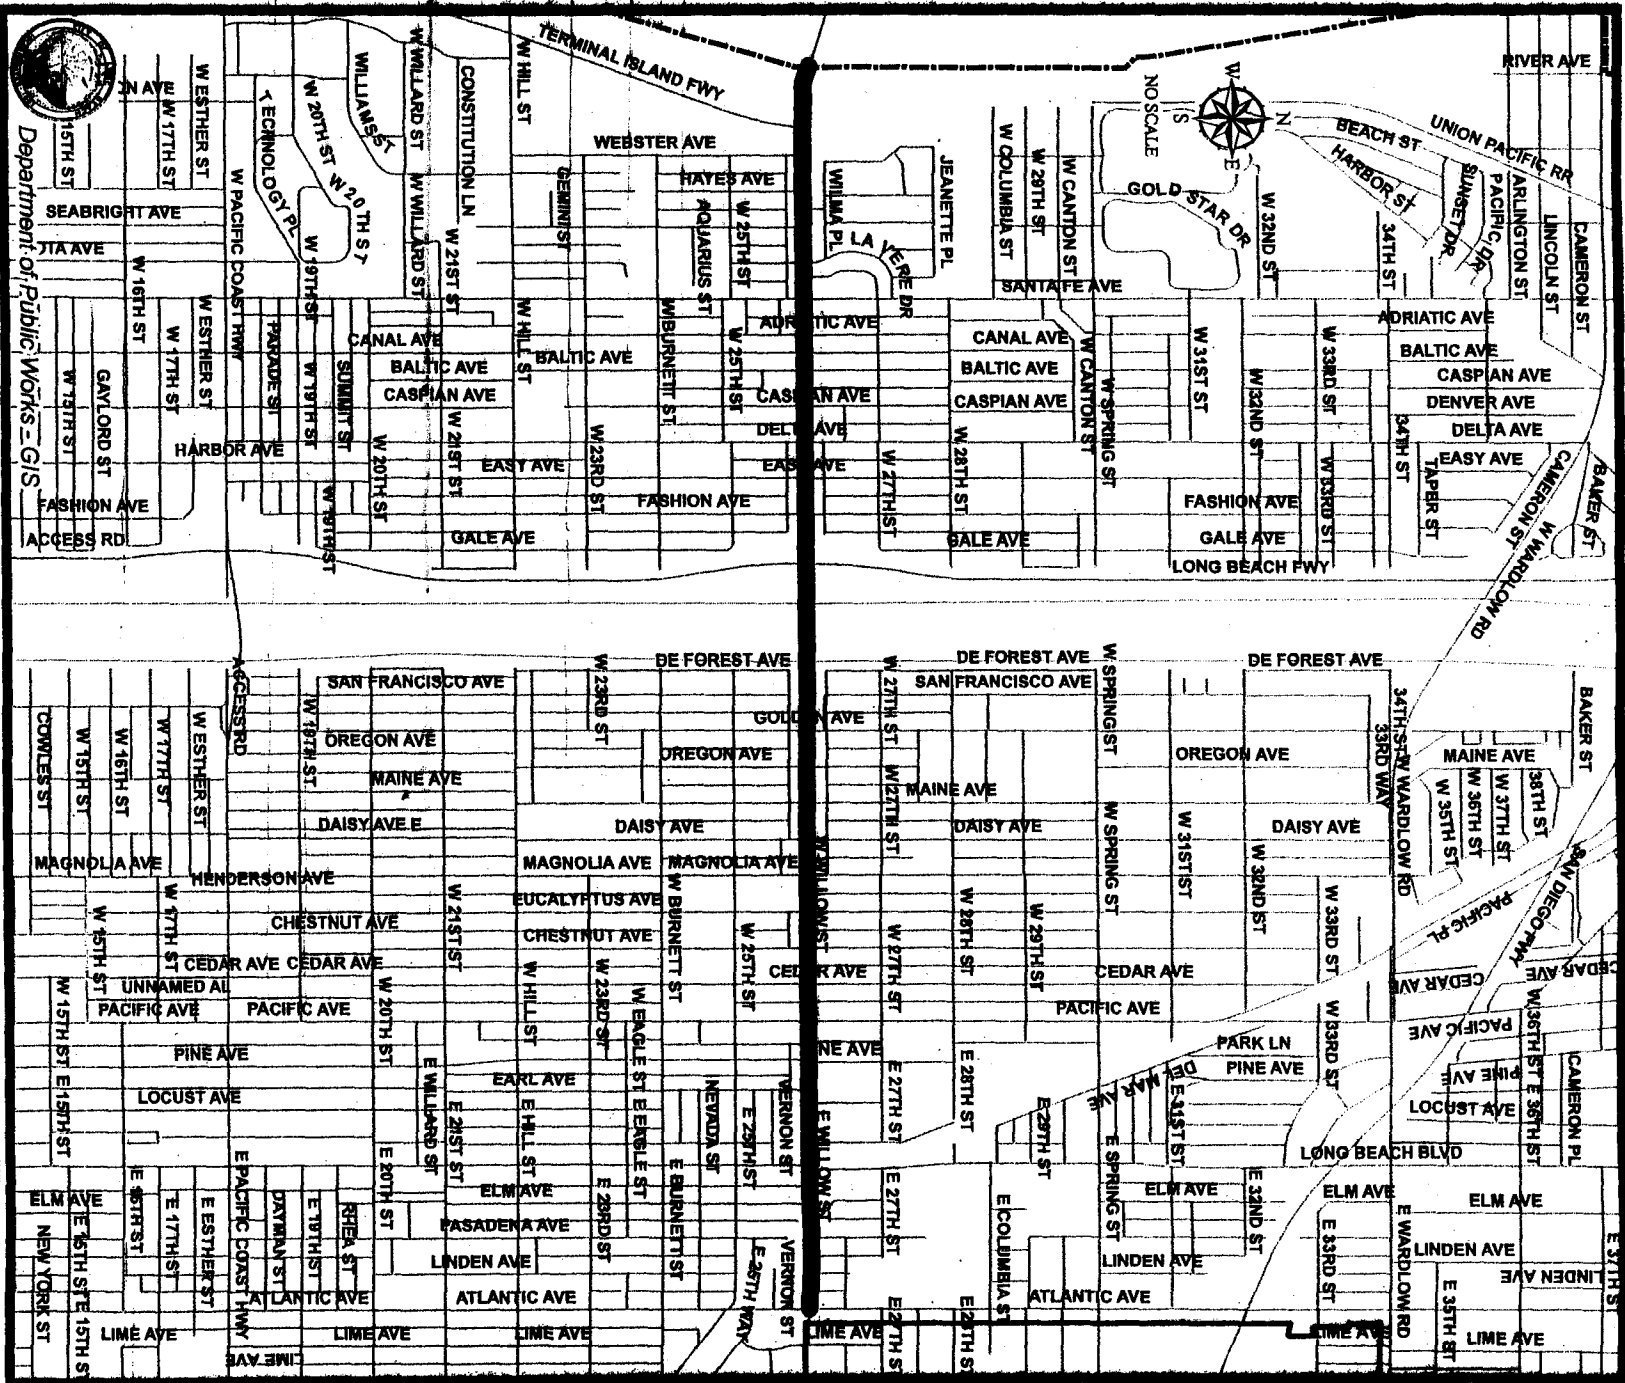 TERMINAL ISLAND FWY
RIVER AVE
W ESTHER ST
W 17TH ST
15TH ST
WILLIAMS ST
W WILLARD ST
CONSTITUTION LN
W HILL ST
W 20TH ST
TECHNOLOGY PL
W 20TH ST
W WILLARD ST
WEBSTER AVE
HAYES AVE
GEMINI ST
AQUARIUS ST
W 25TH ST
WILMA PL
LA VERE DR
JEANETTE PL
W COLUMBIA ST
W 29TH ST
W CANTON ST
NO SCALE
W
N
S
E
GOLD STAR DR
W 32ND ST
BEACH ST
UNION PACIFIC RR
HARBOR ST
SUNSET DR
PACIFIC DR
ARLINGTON ST
LINCOLN ST
CAMERON ST
34TH ST
SEABRIGHT AVE
W PACIFIC COAST HWY
W 16TH ST
W 19TH ST
W 21ST ST
SANTA FE AVE
Department of Public Works - GIS
W ESTHER ST
W 17TH ST
GAYLORD ST
W 15TH ST
PARADE ST
W 19TH ST
SUMMIT ST
CANAL AVE
BALTIC AVE
CASPIAN AVE
W HILL ST
BALTIC AVE
W BURNETT ST
W 25TH ST
ADRIATIC AVE
CASPIAN AVE
DELTA AVE
EASY AVE
CANAL AVE
BALTIC AVE
CASPIAN AVE
W CANTON ST
W SPRING ST
W 31ST ST
W 32ND ST
W 33RD ST
ADRIATIC AVE
BALTIC AVE
CASPIAN AVE
DENVER AVE
DELTA AVE
EASY AVE
34TH ST
TAPER ST
CAMERON ST
BAKER ST
HARBOR AVE
W 20TH ST
W 21ST ST
EASY AVE
W 23RD ST
FASHION AVE
W 27TH ST
W 28TH ST
FASHION AVE
W 33RD ST
FASHION AVE
ACCESS RD
W 19TH ST
GALE AVE
GALE AVE
GALE AVE
LONG BEACH FWY
W WARDLOW RD
DE FOREST AVE
DE FOREST AVE
DE FOREST AVE
SAN FRANCISCO AVE
SAN FRANCISCO AVE
ACCESS RD
W 23RD ST
W 27TH ST
W SPRING ST
34TH ST
BAKER ST
COWLES ST
W 15TH ST
W 16TH ST
W 17TH ST
W ESTHER ST
W 19TH ST
OREGON AVE
MAINE AVE
GOLDEN AVE
OREGON AVE
MAINE AVE
OREGON AVE
33RD WAY
W WARDLOW RD
MAINE AVE
W 35TH ST
W 36TH ST
W 37TH ST
38TH ST
DAISY AVE E
DAISY AVE
W 27TH ST
DAISY AVE
W SPRING ST
W 31ST ST
DAISY AVE
MAGNOLIA AVE
HENDERSON AVE
MAGNOLIA AVE
MAGNOLIA AVE
W WILLOW ST
W 32ND ST
SAN DIEGO FWY
PACIFIC PL
EUCALYPTUS AVE
CHESTNUT AVE
CHESTNUT AVE
W 15TH ST
W 17TH ST
W 21ST ST
W BURNETT ST
W 25TH ST
W 27TH ST
W 28TH ST
W 29TH ST
W 33RD ST
CEDAR AVE
CEDAR AVE
CEDAR AVE
CEDAR AVE
CEDAR AVE
CEDAR AVE
UNNAMED AL
PACIFIC AVE
PACIFIC AVE
W 15TH ST
W 20TH ST
W HILL ST
W 23RD ST
W EAGLE ST
PACIFIC AVE
W 33RD ST
PACIFIC AVE
W 36TH ST
PINE AVE
LOCUST AVE
E 15TH ST
E WILLARD ST
EARL AVE
E 21ST ST
E HILL ST
E EAGLE ST
NEVADA ST
E 25TH ST
VERNON ST
E WILLOW ST
E 27TH ST
E 28TH ST
E 29TH ST
DEL MAR AVE
E 31ST ST
PARK LN
PINE AVE
PINE AVE
LOCUST AVE
E 36TH ST
CAMERON PL
LONG BEACH BLVD
ELM AVE
NEW YORK ST
E 15TH ST
E 15TH ST
E 16TH ST
E 17TH ST
E ESTHER ST
E PACIFIC COAST HWY
DAYMAN ST
E 19TH ST
RHEA ST
E 20TH ST
ELM AVE
PASADENA AVE
LINDEN AVE
E 23RD ST
E BURNETT ST
E 25TH WAY
VERNON ST
E 27TH ST
E COLUMBIA ST
E SPRING ST
ELM AVE
LINDEN AVE
E 32ND ST
ELM AVE
E 33RD ST
E WARDLOW RD
ELM AVE
LINDEN AVE
LINDEN AVE
E 35TH ST
E 37TH S
ATLANTIC AVE
ATLANTIC AVE
ATLANTIC AVE
LIME AVE
LIME AVE
LIME AVE
LIME AVE
E 27TH S
E 28TH S
LIME AVE
LIME AVE
LIME AVE